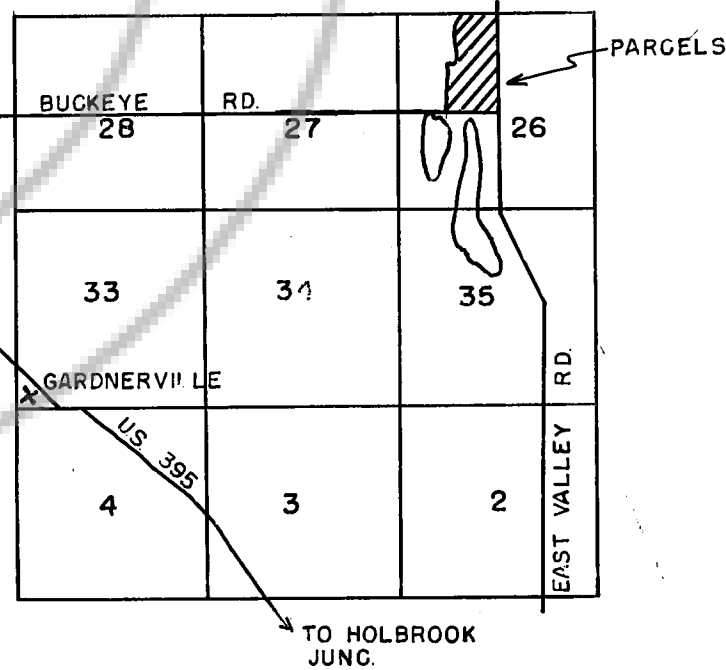 PARCELS
BUCKEYE RD.
28
27
26
33
34
35
GARDNERVILLE
U.S. 395
EAST VALLEY RD.
4
3
2
TO HOLBROOK
JUNC.